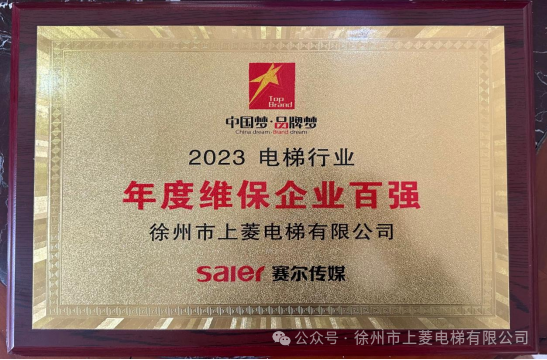 Top
Brand
中国梦·品牌梦
China dream·Brand dream
2023 电梯行业
年度维保企业百强
徐州市上菱电梯有限公司
saler 赛尔传媒
公众号·徐州市上菱电梯有限公司